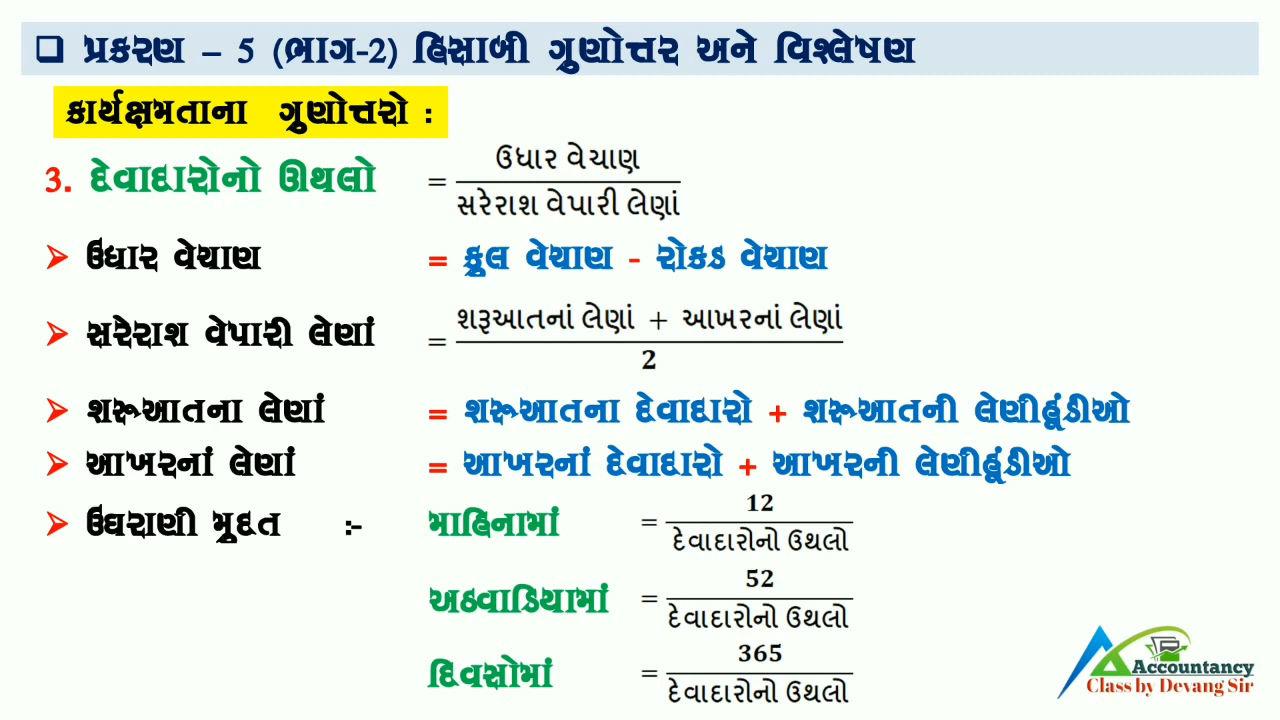 ❑ પ્રકરણ – 5 (ભાગ-2) હિસાબી ગુણોત્તર અને વિશ્લેષણ
કાર્યક્ષમતાના ગુણોત્તરો :
3. દેવાદારોનો ઊથલો = ઉધાર વેચાણ / સરેરાશ વેપારી લેણાં
➢ ઉધાર વેચાણ = કુલ વેચાણ - રોકડ વેચાણ
➢ સરેરાશ વેપારી લેણાં = શરૂઆતનાં લેણાં + આખરનાં લેણાં / 2
➢ શરૂઆતના લેણાં = શરૂઆતના દેવાદારો + શરૂઆતની લેણીહૂંડીઓ
➢ આખરનાં લેણાં = આખરનાં દેવાદારો + આખરની લેણીહૂંડીઓ
➢ ઉઘરાણી મુદત :- માહિનામાં = 12 / દેવાદારોનો ઉથલો
અઠવાડિયામાં = 52 / દેવાદારોનો ઉથલો
દિવસોમાં = 365 / દેવાદારોનો ઉથલો
Accountancy
Class by Devang Sir